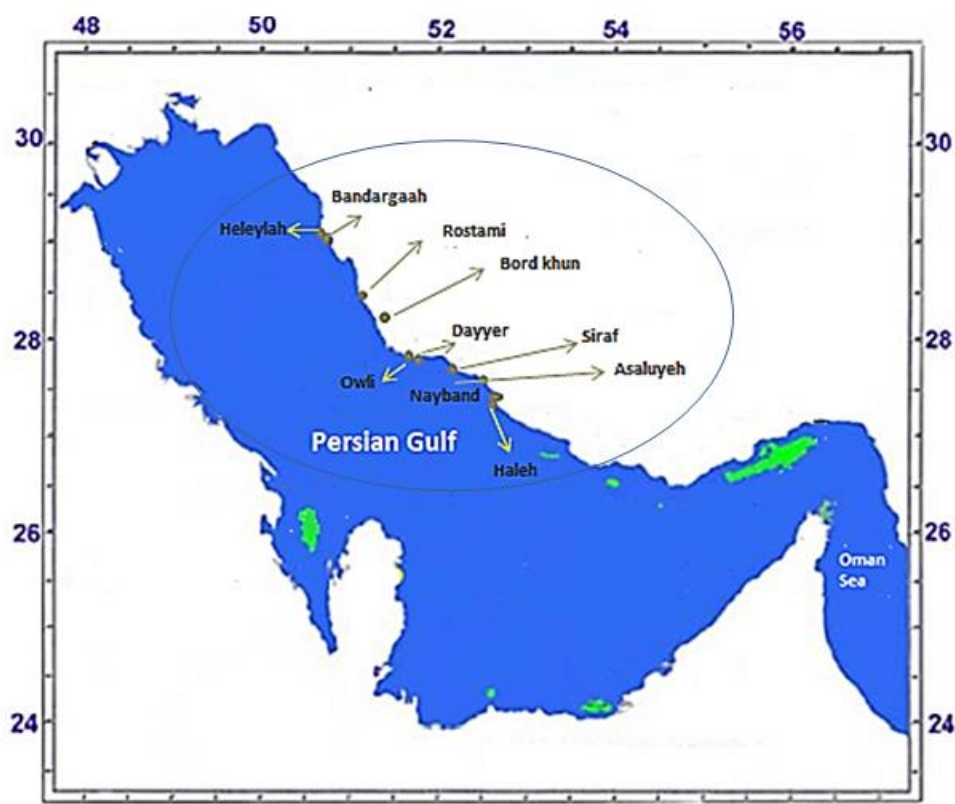 48 50 52 54 56
30 30
Bandargaah
Heleylah
Rostami
Bord khun
28 28
Dayyer
Siraf
Asaluyeh
Owli
Nayband
Persian Gulf
Haleh
26 26
Oman
Sea
24 24